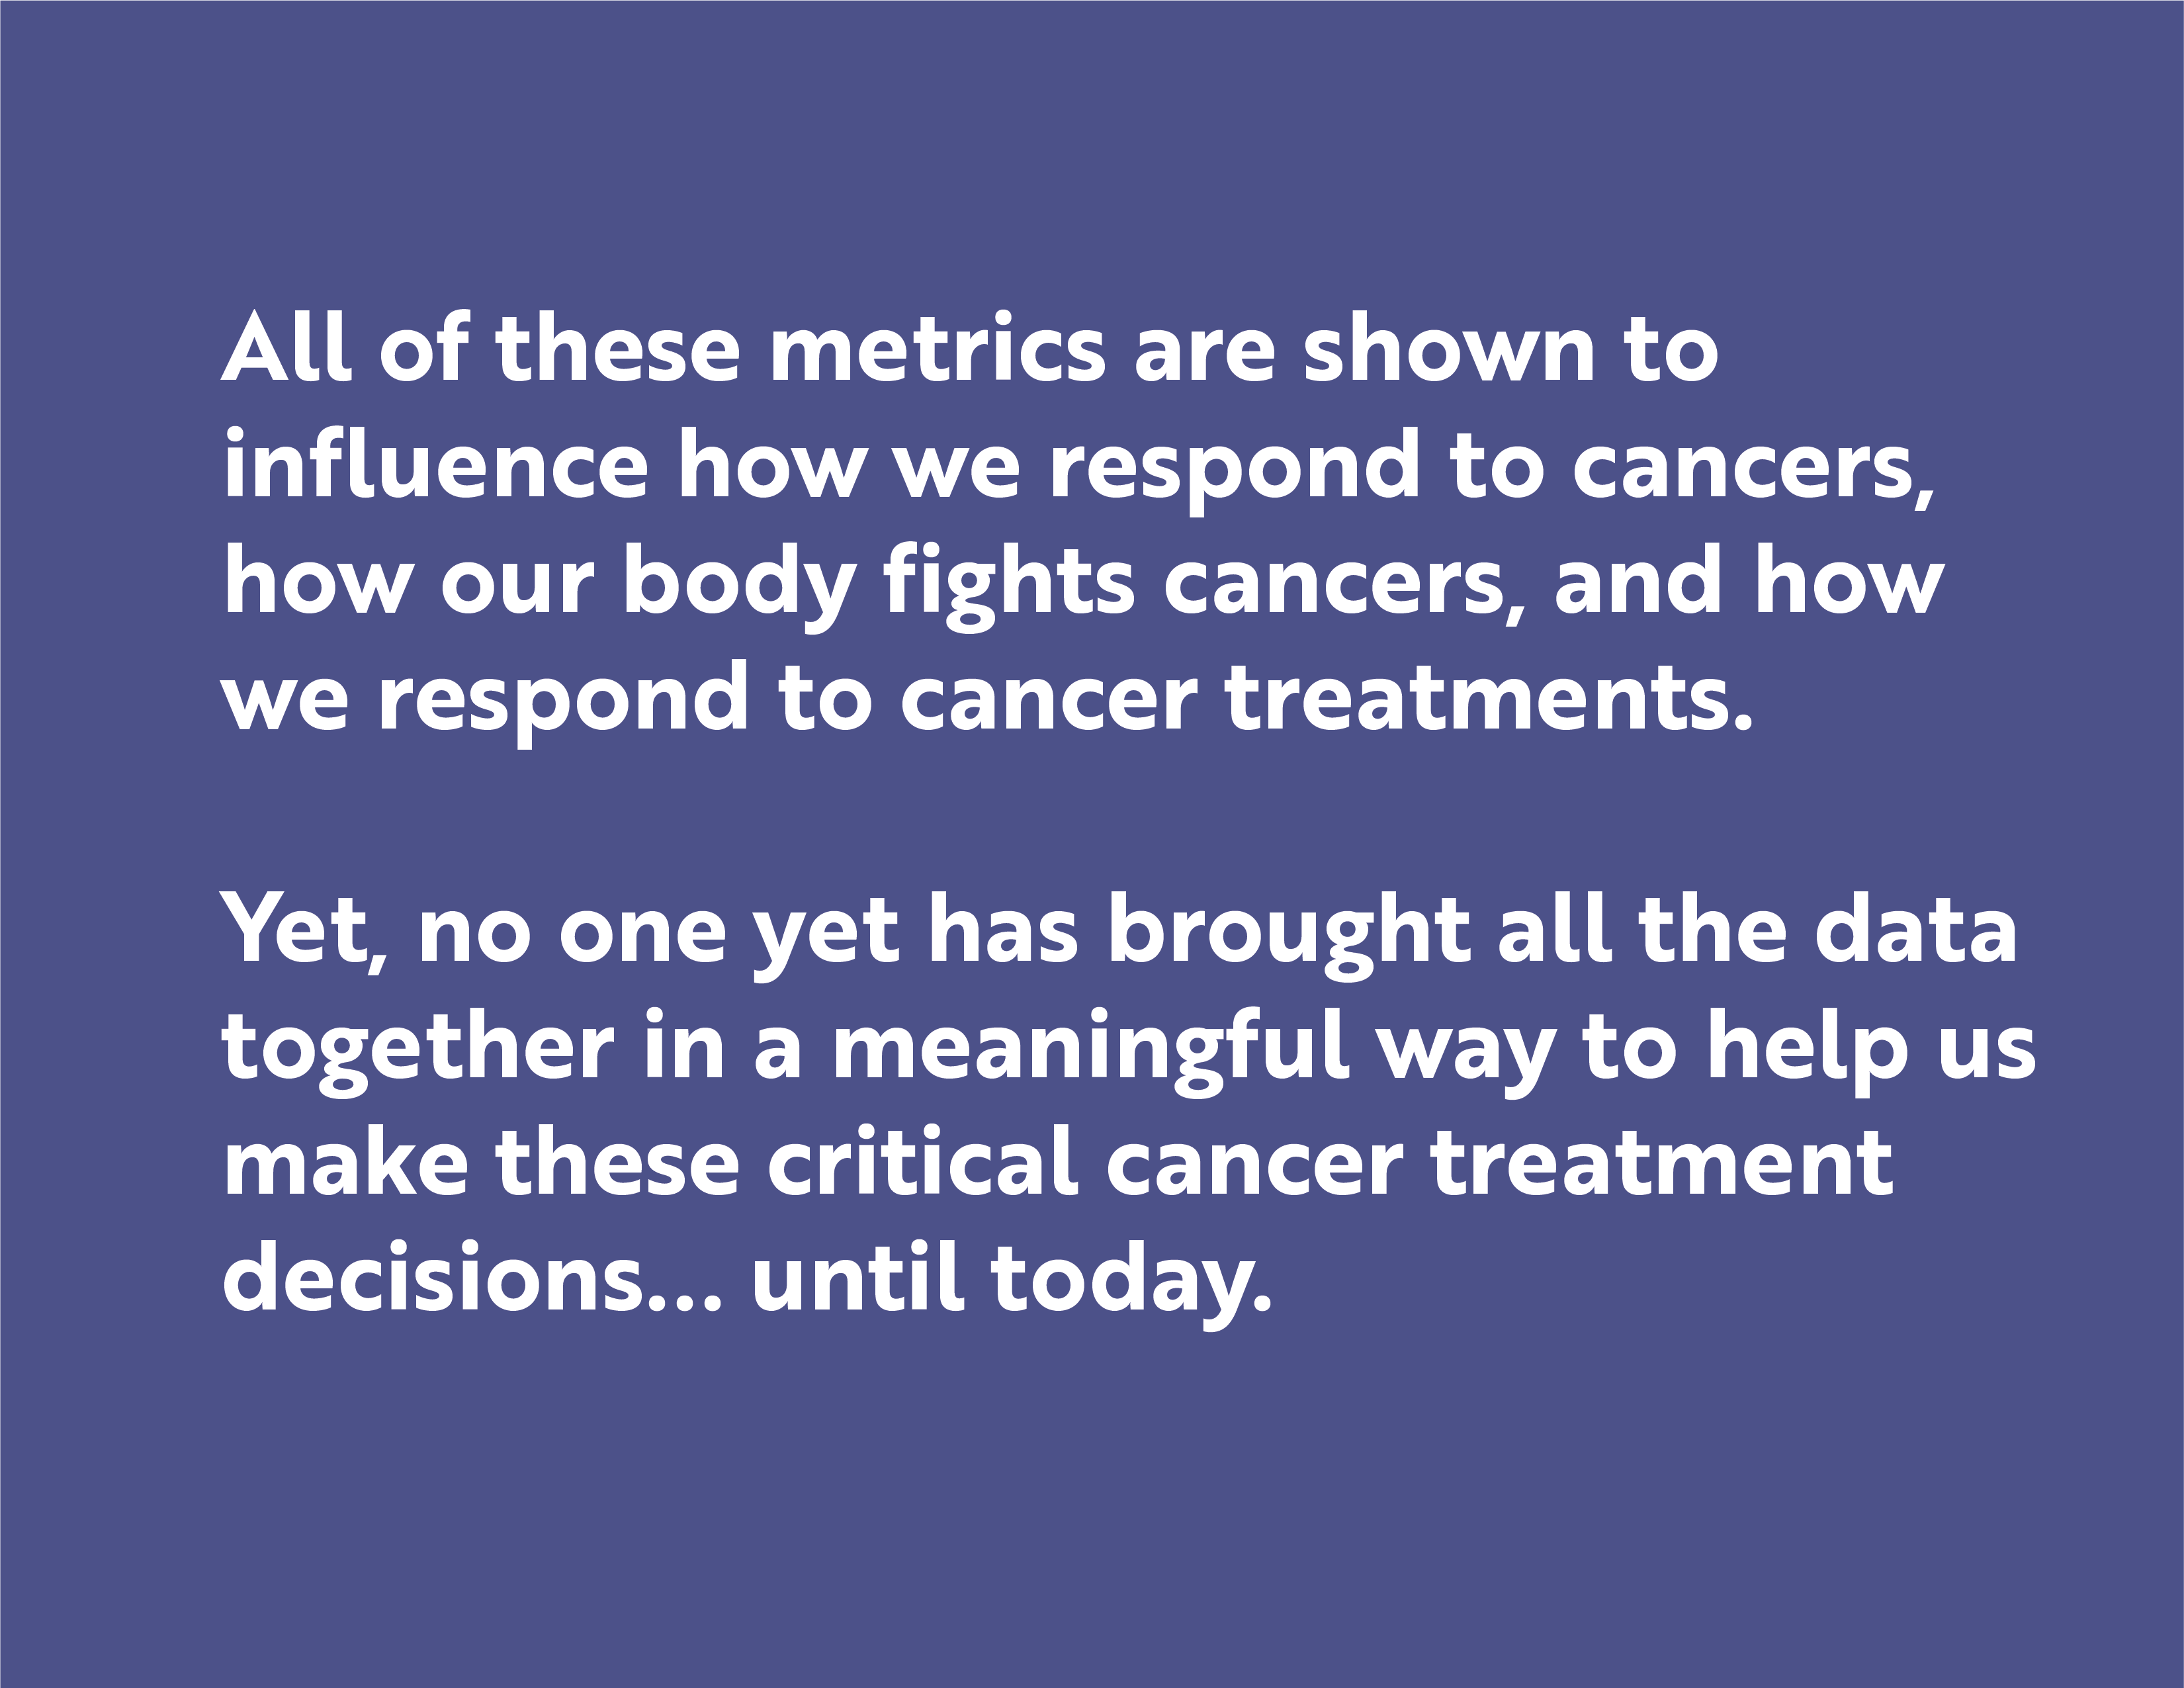 All of these metrics are shown to
influence how we respond to cancers,
how our body fights cancers, and how
we respond to cancer treatments.
Yet, no one yet has brought all the data
together in a meaningful way to help us
make these critical cancer treatment
decisions... until today.